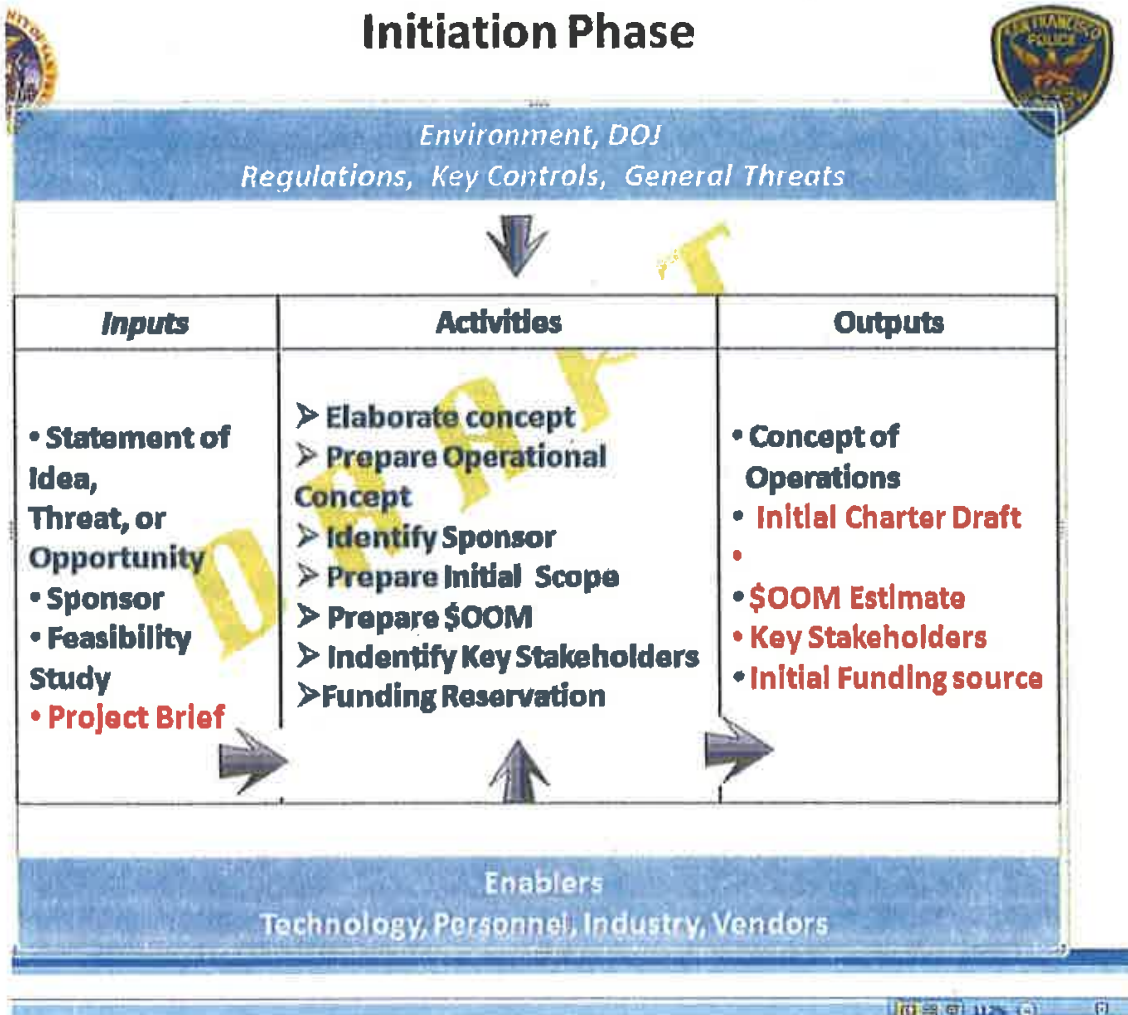 Initiation Phase
SAN FRANCISCO
POLICE
Environment, DOJ
Regulations, Key Controls, General Threats
DRAFT
Inputs
• Statement of
Idea,
Threat, or
Opportunity
• Sponsor
• Feasibility
Study
• Project Brief
Activities
➢ Elaborate concept
➢ Prepare Operational
Concept
➢ Identify Sponsor
➢ Prepare Initial Scope
➢ Prepare $OOM
➢ Indentify Key Stakeholders
➢Funding Reservation
Outputs
• Concept of
Operations
• Initial Charter Draft
•
• $OOM Estimate
• Key Stakeholders
• Initial Funding source
Enablers
Technology, Personnel, Industry, Vendors